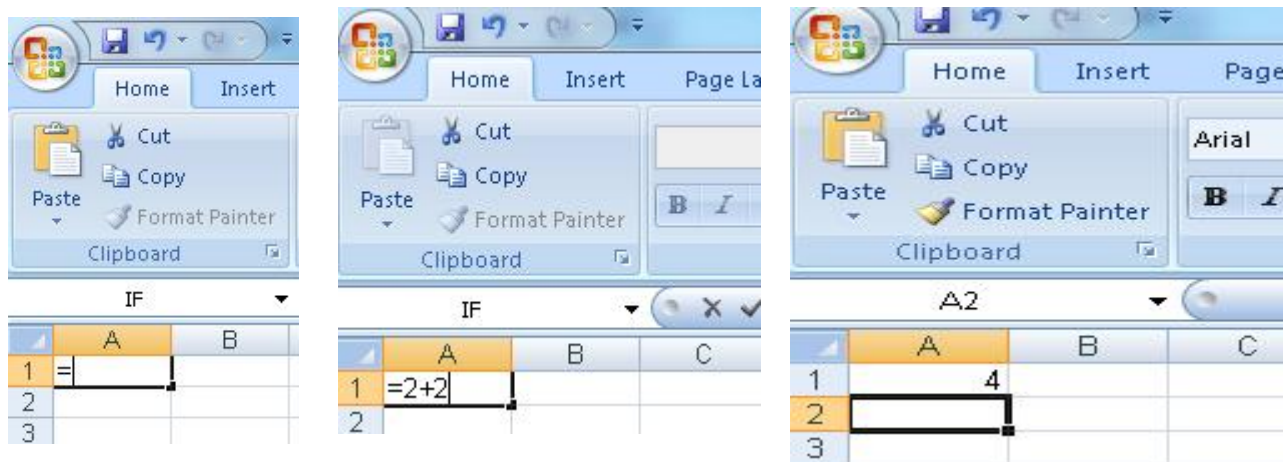 Home Insert
Cut
Copy
Paste
Format Painter
Clipboard
IF
A B
1 =
2
3
Home Insert Page La
Cut
Copy
Paste
Format Painter
B I
Clipboard
IF
A B C
1 =2+2
2
Home Insert Page
Cut
Arial
Copy
Paste
B I
Format Painter
Clipboard
A2
A B C
1 4
2
3